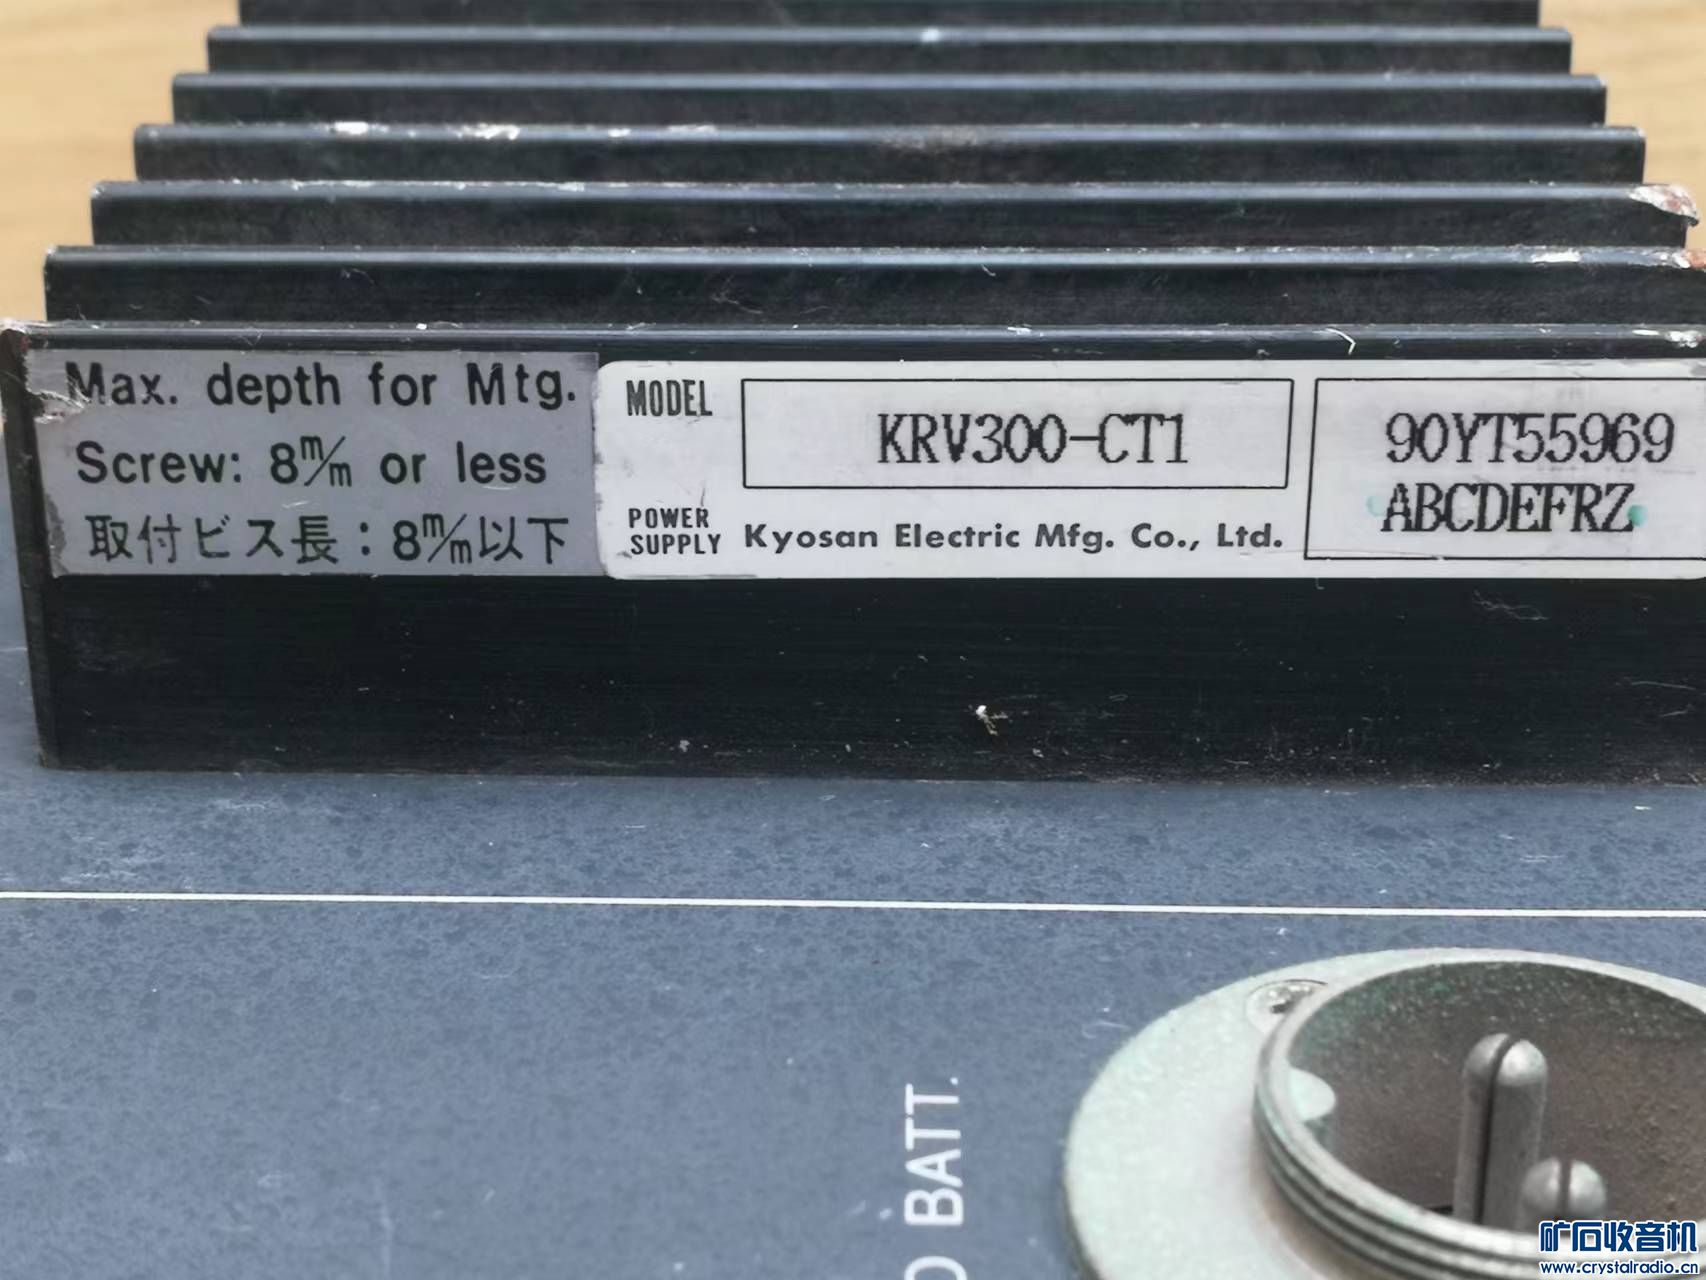 Max. depth for Mtg.
Screw: 8m/m or less
取付ビス長：8m/m以下
MODEL
KRV300-CT1
POWER
SUPPLY
Kyosan Electric Mfg. Co., Ltd.
90YT55969
ABCDEFRZ
BATT.
矿石收音机
www.crystalradio.cn